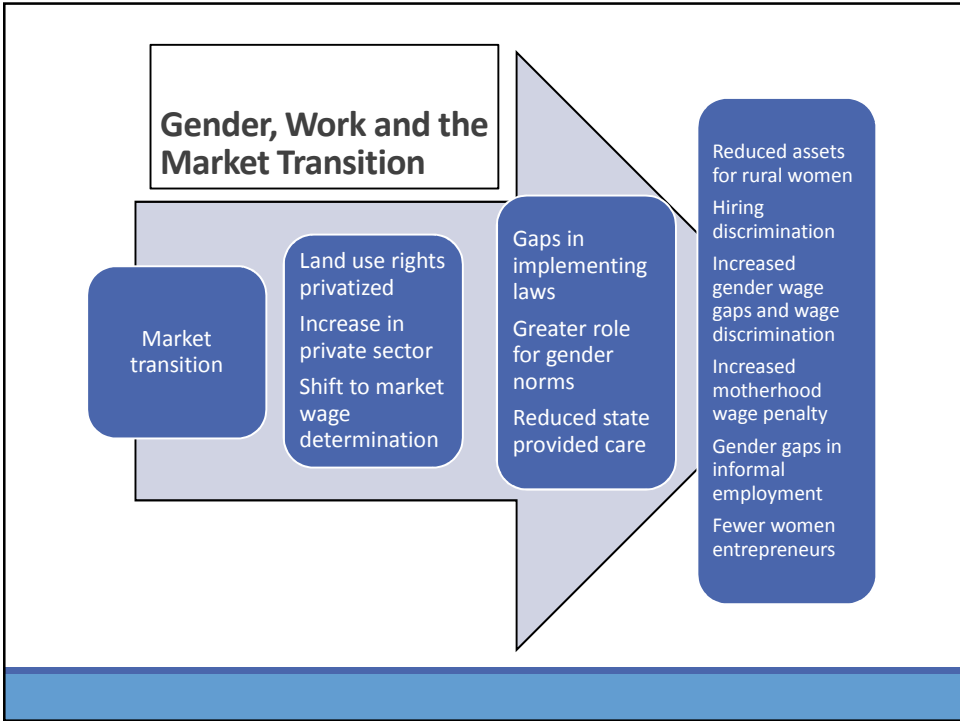 Gender, Work and the
Market Transition
Market
transition
Land use rights
privatized
Increase in
private sector
Shift to market
wage
determination
Gaps in
implementing
laws
Greater role
for gender
norms
Reduced state
provided care
Reduced assets
for rural women
Hiring
discrimination
Increased
gender wage
gaps and wage
discrimination
Increased
motherhood
wage penalty
Gender gaps in
informal
employment
Fewer women
entrepreneurs